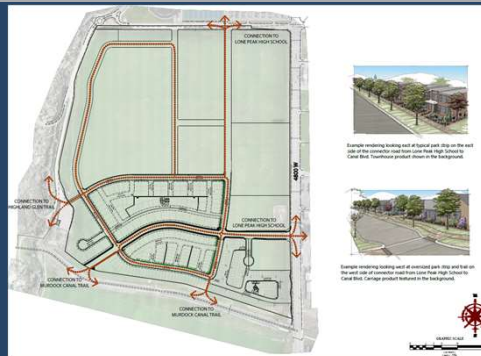 CONNECTION TO
LONE PEAK HIGH SCHOOL
4800 W
CONNECTION TO
HIGHLAND GLEN TRAIL
CONNECTION TO
LONE PEAK HIGH SCHOOL
CONNECTION TO
MURDOCK CANAL TRAIL
CONNECTION TO
MURDOCK CANAL TRAIL
Example rendering looking east at typical park strip on the east
side of the connector road from Lone Peak High School to
Canal Blvd. Townhouse product shown in the background.
Example rendering looking west at oversized park strip and trail on
the west side of connector road from Lone Peak High School to
Canal Blvd. Carriage product featured in the background.
GRAPHIC SCALE